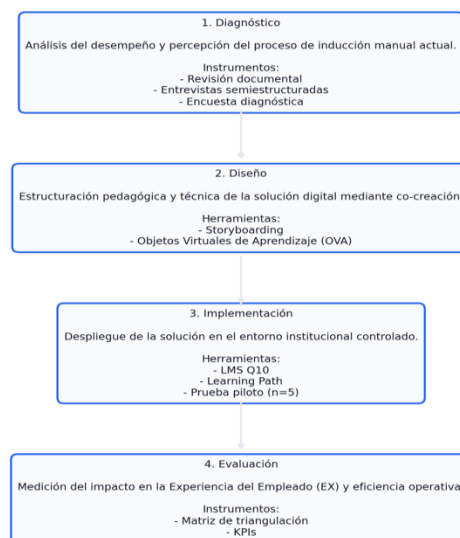 1. Diagnóstico
Análisis del desempeño y percepción del proceso de inducción manual actual.
Instrumentos:
- Revisión documental
- Entrevistas semiestructuradas
- Encuesta diagnóstica
2. Diseño
Estructuración pedagógica y técnica de la solución digital mediante co-creación
Herramientas:
- Storyboarding
- Objetos Virtuales de Aprendizaje (OVA)
3. Implementación
Despliegue de la solución en el entorno institucional controlado.
Herramientas:
- LMS Q10
- Learning Path
- Prueba piloto (n=5)
4. Evaluación
Medición del impacto en la Experiencia del Empleado (EX) y eficiencia operativa
Instrumentos:
- Matriz de triangulación
- KPIs